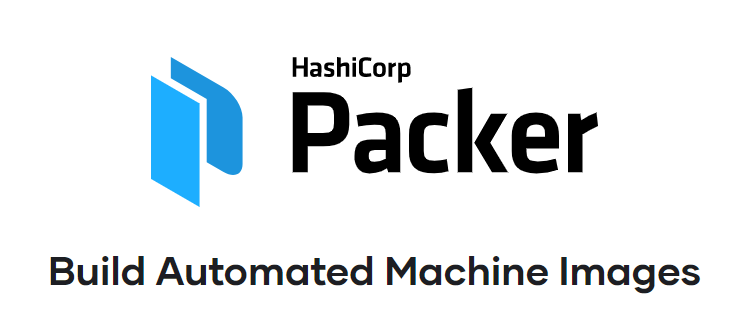 HashiCorp
Packer
Build Automated Machine Images